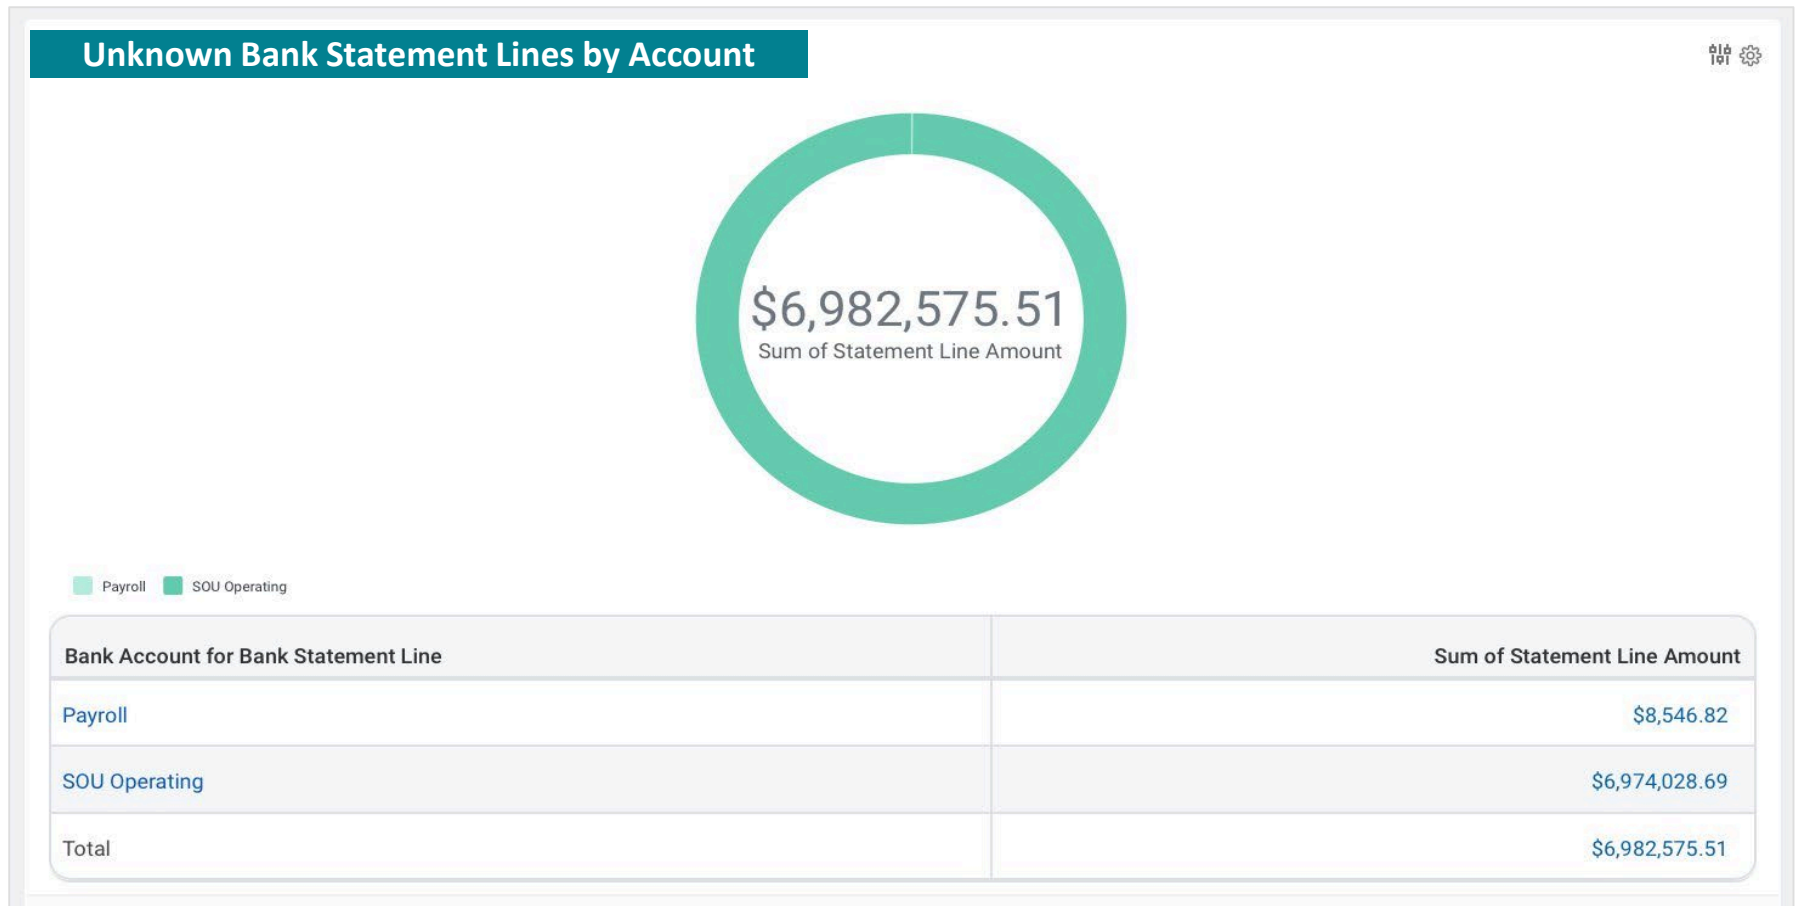 Unknown Bank Statement Lines by Account
$6,982,575.51
Sum of Statement Line Amount
Payroll SOU Operating
Bank Account for Bank Statement Line Sum of Statement Line Amount
Payroll $8,546.82
SOU Operating $6,974,028.69
Total $6,982,575.51